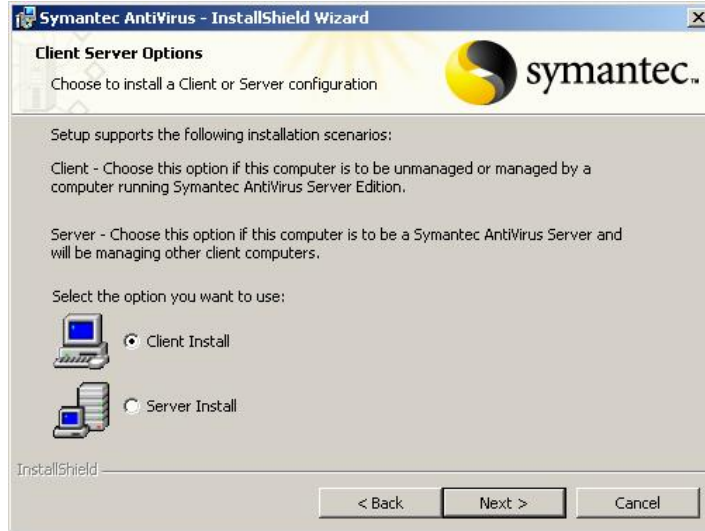 Symantec AntiVirus - InstallShield Wizard
Client Server Options
Choose to install a Client or Server configuration
symantec.
Setup supports the following installation scenarios:
Client - Choose this option if this computer is to be unmanaged or managed by a
computer running Symantec AntiVirus Server Edition.
Server - Choose this option if this computer is to be a Symantec AntiVirus Server and
will be managing other client computers.
Select the option you want to use:
Client Install
Server Install
InstallShield
< Back
Next >
Cancel